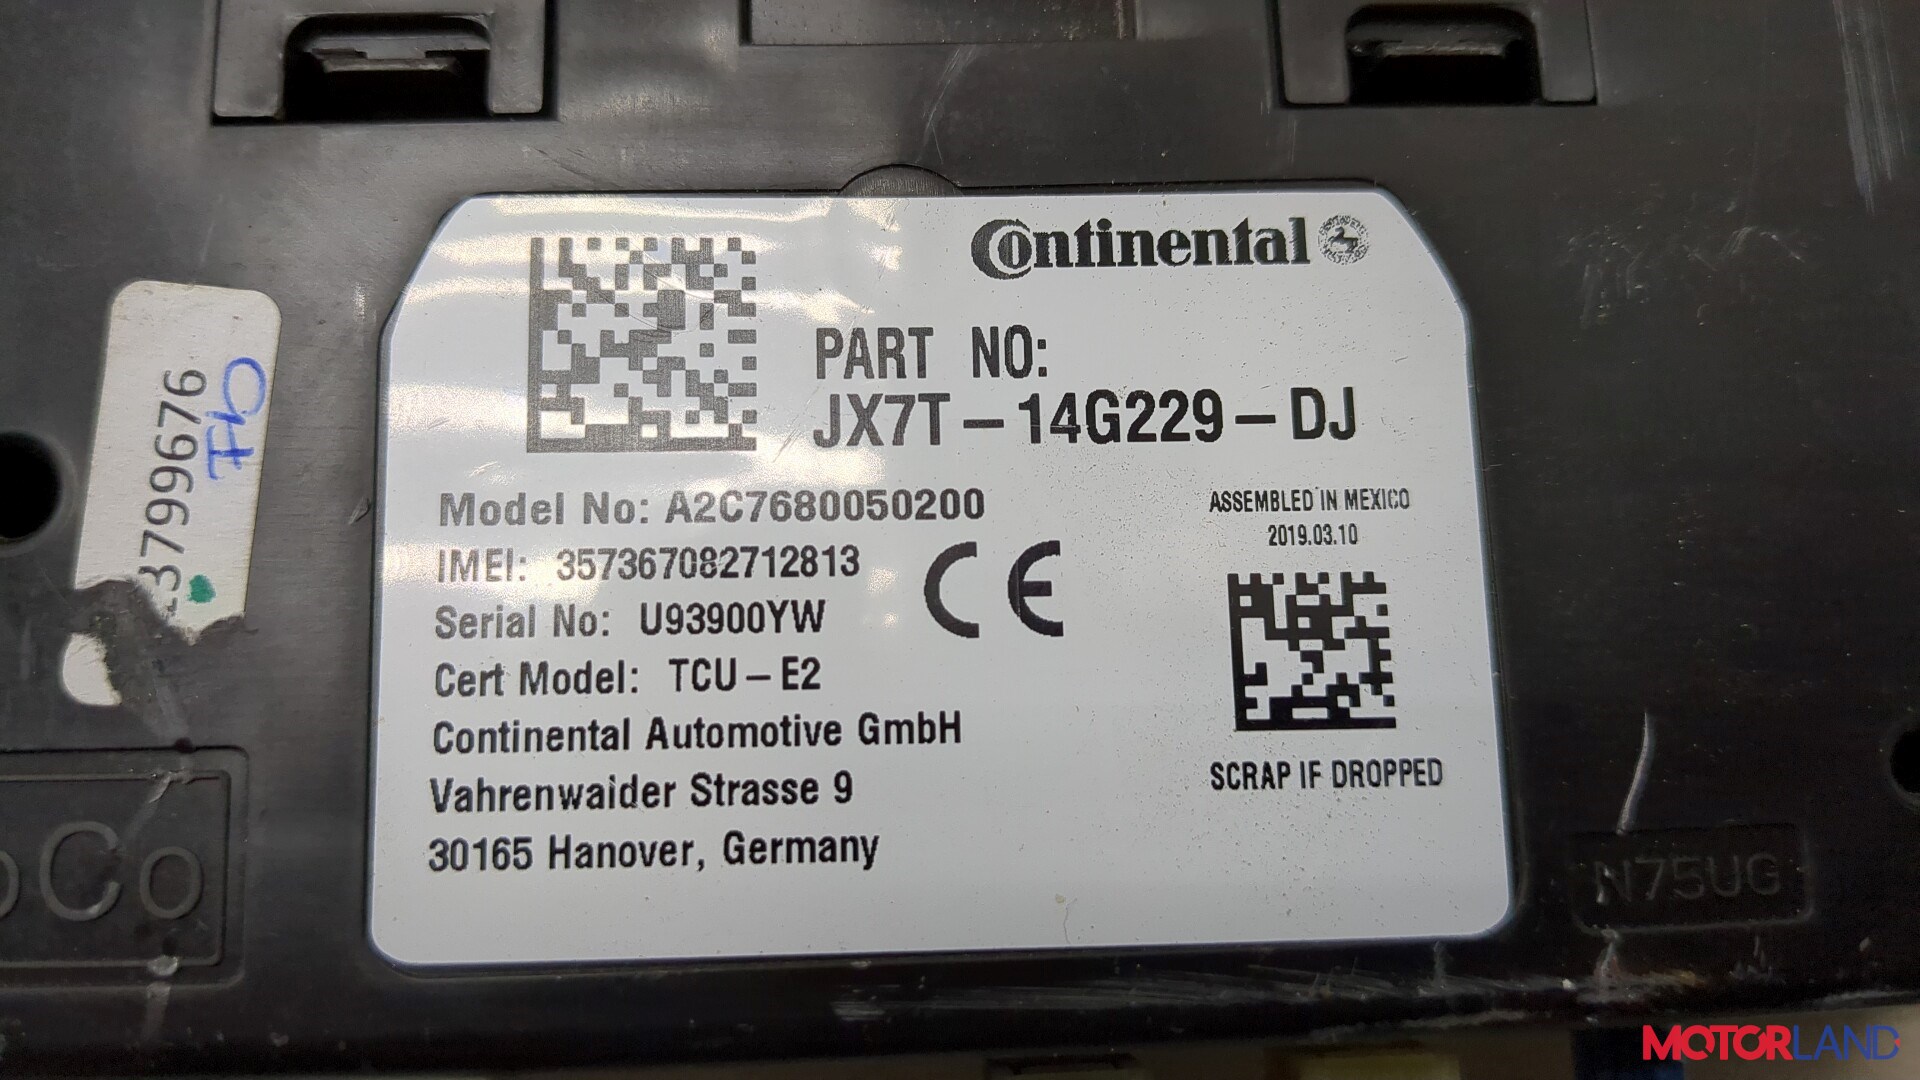 Continental
PART NO:
JX7T-14G229-DJ
Model No: A2C7680050200
IMEI: 357367082712813
Serial No: U93900YW
Cert Model: TCU-E2
Continental Automotive GmbH
Vahrenwaider Strasse 9
30165 Hanover, Germany
CE
ASSEMBLED IN MEXICO
2019.03.10
SCRAP IF DROPPED
3799676
N75UG
MOTORLAND